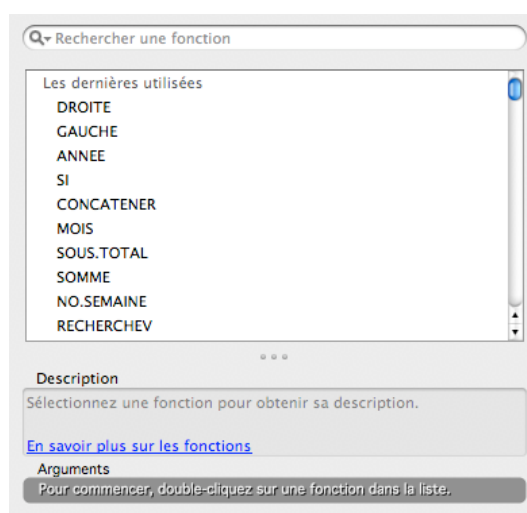 Rechercher une fonction
Les dernières utilisées
DROITE
GAUCHE
ANNEE
SI
CONCATENER
MOIS
SOUS.TOTAL
SOMME
NO.SEMAINE
RECHERCHEV
Description
Sélectionnez une fonction pour obtenir sa description.
En savoir plus sur les fonctions
Arguments
Pour commencer, double-cliquez sur une fonction dans la liste.